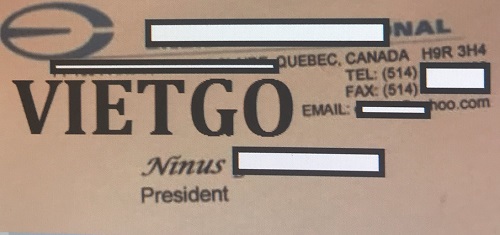 NAL
QUEBEC, CANADA H9R 3H4
TEL: (514)
FAX: (514)
EMAIL: hoo.com
VIETGO
Ninus
President